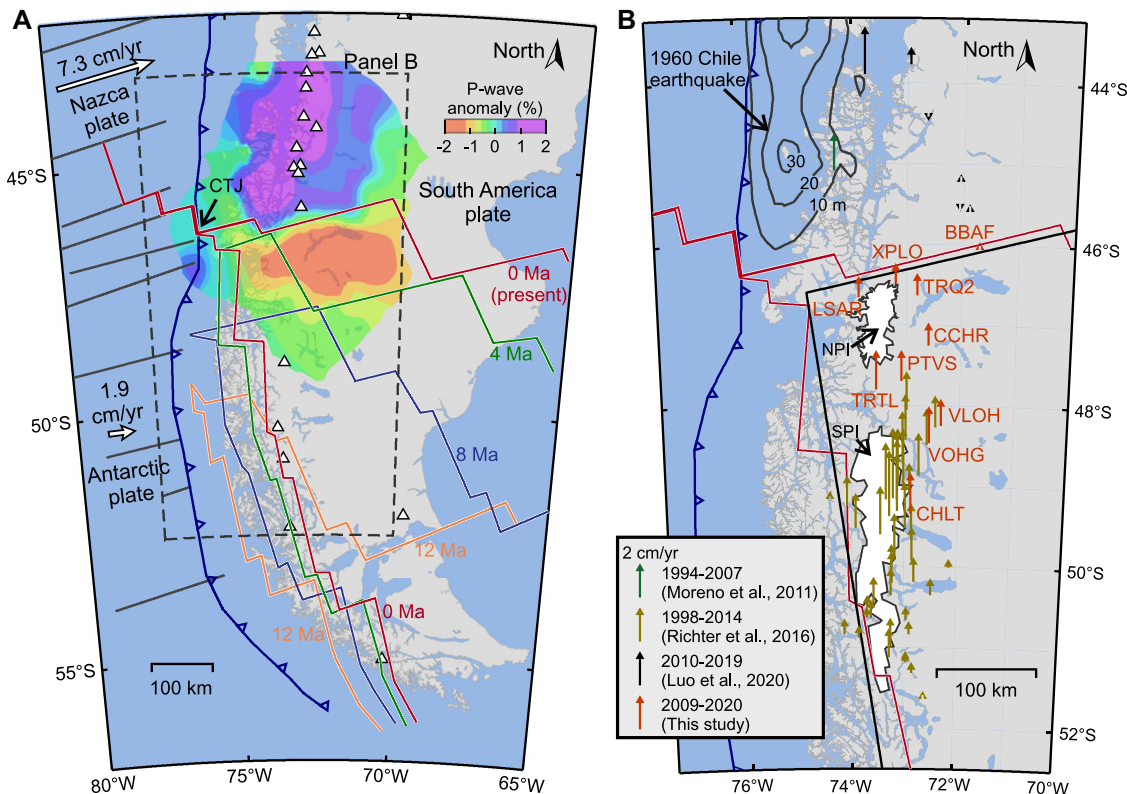 A
7.3 cm/yr
Nazca
plate
North
Panel B
P-wave
anomaly (%)
-2 -1 0 1 2
45°S
CTJ
South America
plate
0 Ma
(present)
4 Ma
50°S
1.9
cm/yr
8 Ma
Antarctic
plate
12 Ma
0 Ma
12 Ma
55°S
100 km
80°W
75°W
70°W
65°W
B
1960 Chile
earthquake
North
44°S
30
20
10 m
BBAF
46°S
XPLO
TRQ2
LSAR
CCHR
NPI
PTVS
TRTL
48°S
VLOH
SPI
VOHG
CHLT
2 cm/yr
1994-2007
(Moreno et al., 2011)
1998-2014
(Richter et al., 2016)
2010-2019
(Luo et al., 2020)
2009-2020
(This study)
50°S
100 km
52°S
76°W
74°W
72°W
70°W